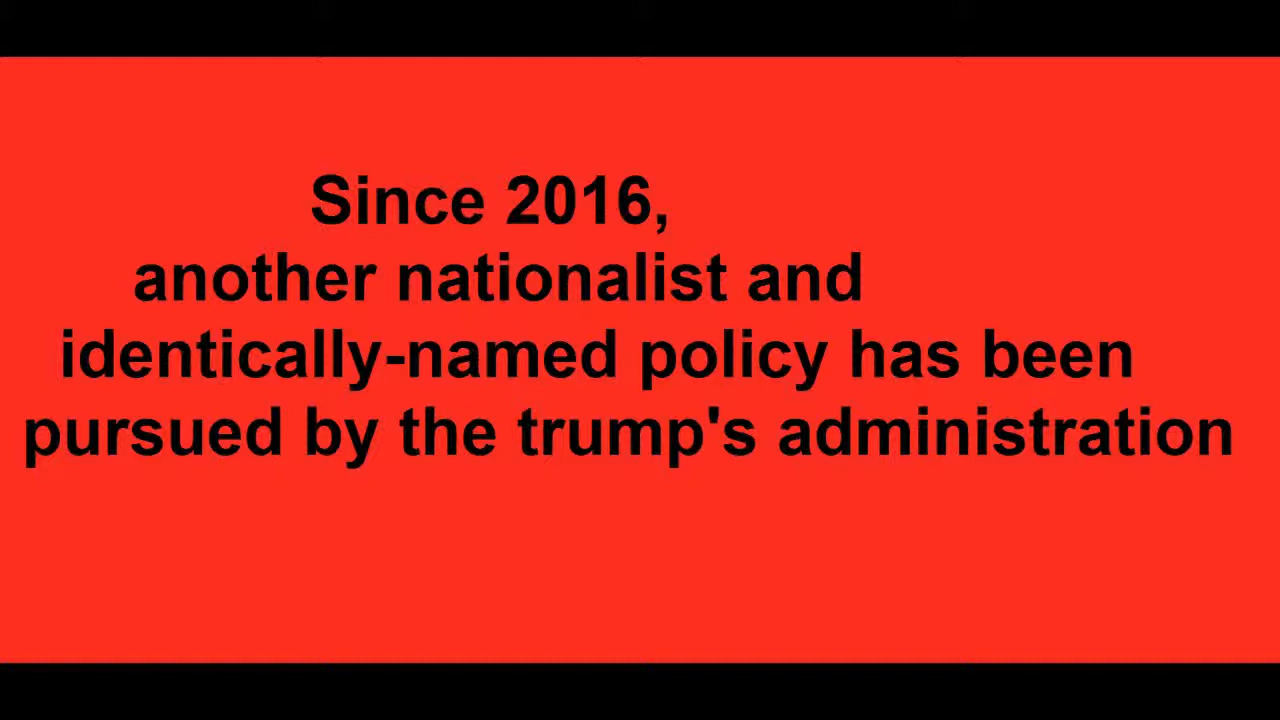 Since 2016,
another nationalist and
identically-named policy has been
pursued by the trump's administration